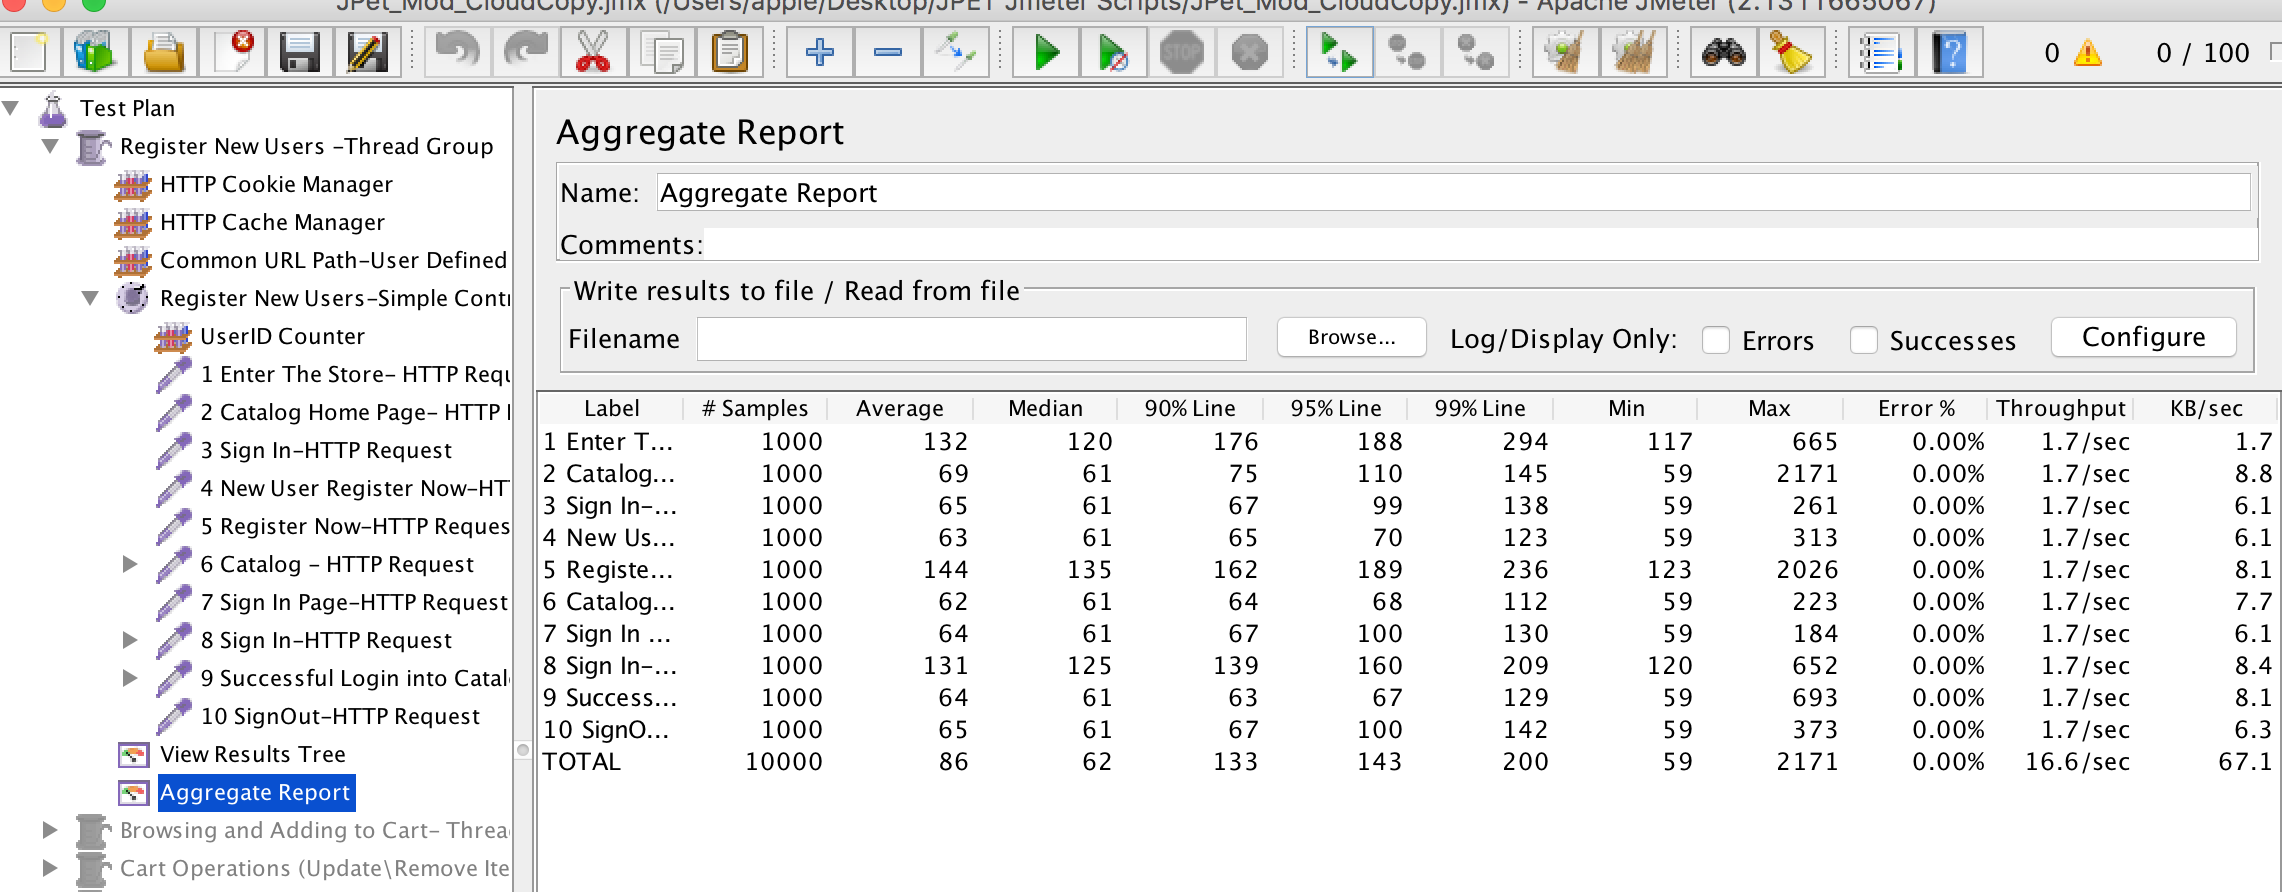 JPet_Mod_CloudCopy.jmx (/Users/apple/Desktop/JPET Jmeter Scripts/JPet_Mod_CloudCopy.jmx) - Apache JMeter (2.13 r1665067)
STOP
0
0 / 100
Test Plan
Register New Users -Thread Group
HTTP Cookie Manager
HTTP Cache Manager
Common URL Path-User Defined
Register New Users-Simple Contr
UserID Counter
1 Enter The Store- HTTP Requ
2 Catalog Home Page- HTTP
3 Sign In-HTTP Request
4 New User Register Now-HT
5 Register Now-HTTP Reques
6 Catalog - HTTP Request
7 Sign In Page-HTTP Request
8 Sign In-HTTP Request
9 Successful Login into Catal
10 SignOut-HTTP Request
View Results Tree
Aggregate Report
Browsing and Adding to Cart- Threa
Cart Operations (Update\Remove Ite
Aggregate Report
Name: Aggregate Report
Comments:
Write results to file / Read from file
Filename Browse... Log/Display Only: Errors Successes Configure
Label # Samples Average Median 90% Line 95% Line 99% Line Min Max Error % Throughput KB/sec
1 Enter T... 1000 132 120 176 188 294 117 665 0.00% 1.7/sec 1.7
2 Catalog... 1000 69 61 75 110 145 59 2171 0.00% 1.7/sec 8.8
3 Sign In-... 1000 65 61 67 99 138 59 261 0.00% 1.7/sec 6.1
4 New Us... 1000 63 61 65 70 123 59 313 0.00% 1.7/sec 6.1
5 Registe... 1000 144 135 162 189 236 123 2026 0.00% 1.7/sec 8.1
6 Catalog... 1000 62 61 64 68 112 59 223 0.00% 1.7/sec 7.7
7 Sign In ... 1000 64 61 67 100 130 59 184 0.00% 1.7/sec 6.1
8 Sign In-... 1000 131 125 139 160 209 120 652 0.00% 1.7/sec 8.4
9 Success... 1000 64 61 63 67 129 59 693 0.00% 1.7/sec 8.1
10 SignO... 1000 65 61 67 100 142 59 373 0.00% 1.7/sec 6.3
TOTAL 10000 86 62 133 143 200 59 2171 0.00% 16.6/sec 67.1